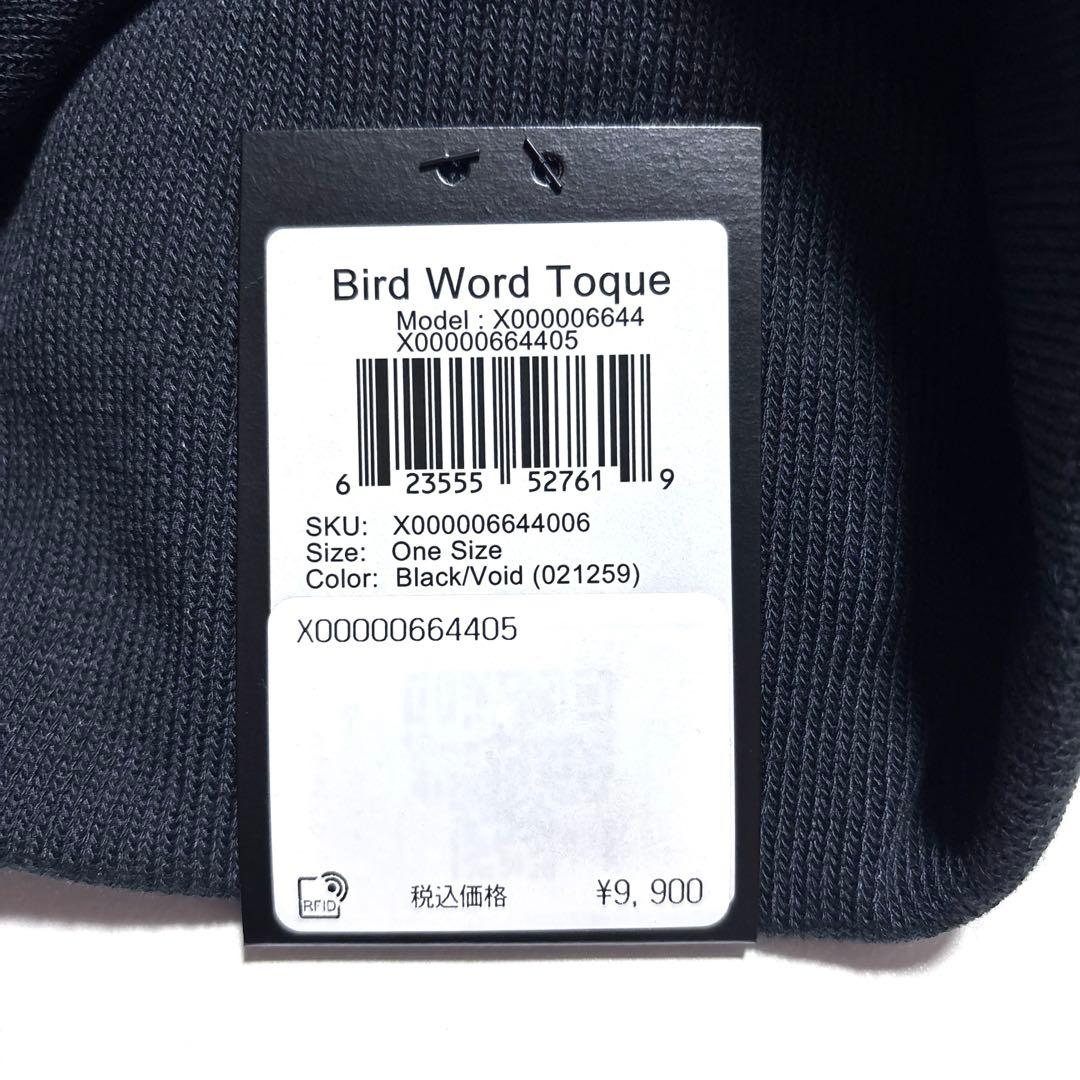 Bird Word Toque
Model : X000006644
X00000664405
6 23555 52761 9
SKU: X000006644006
Size: One Size
Color: Black/Void (021259)
X00000664405
RFID 税込価格 ¥9,900